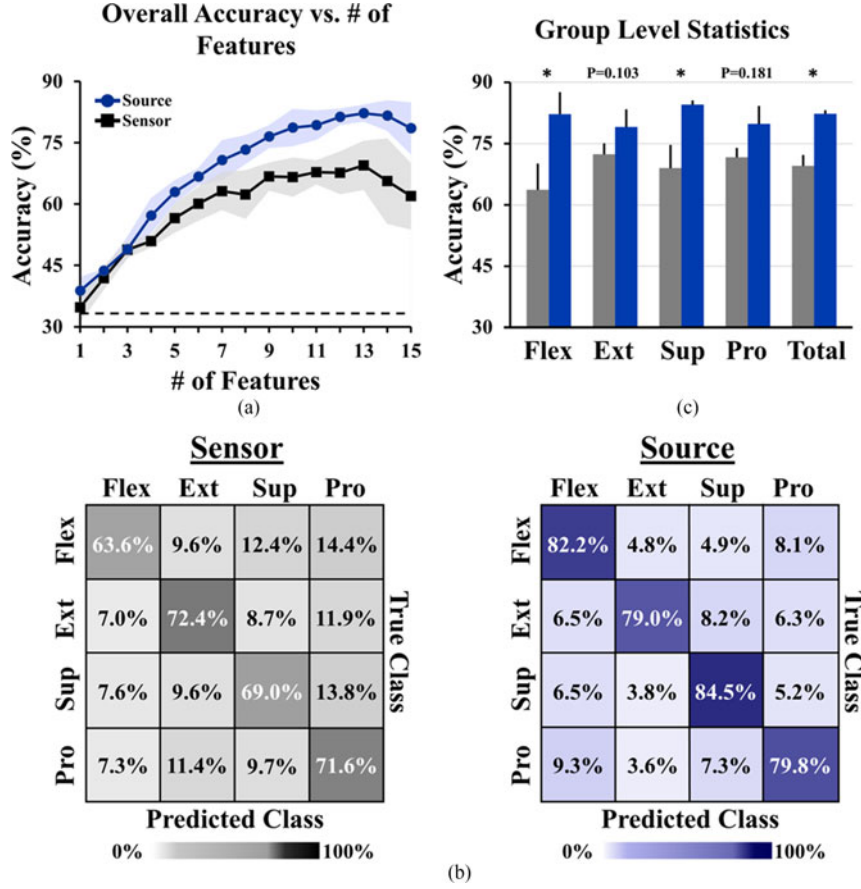 Overall Accuracy vs. # of
Features
Accuracy (%)
90
75
60
45
30
Source
Sensor
1 3 5 7 9 11 13 15
# of Features
(a)
Group Level Statistics
Accuracy (%)
90
75
60
45
30
* P=0.103 * P=0.181 *
Flex Ext Sup Pro Total
(c)
Sensor
Flex Ext Sup Pro
Flex 63.6% 9.6% 12.4% 14.4%
Ext 7.0% 72.4% 8.7% 11.9%
Sup 7.6% 9.6% 69.0% 13.8%
Pro 7.3% 11.4% 9.7% 71.6%
True Class
Predicted Class
0% 100%
Source
Flex Ext Sup Pro
Flex 82.2% 4.8% 4.9% 8.1%
Ext 6.5% 79.0% 8.2% 6.3%
Sup 6.5% 3.8% 84.5% 5.2%
Pro 9.3% 3.6% 7.3% 79.8%
True Class
Predicted Class
0% 100%
(b)